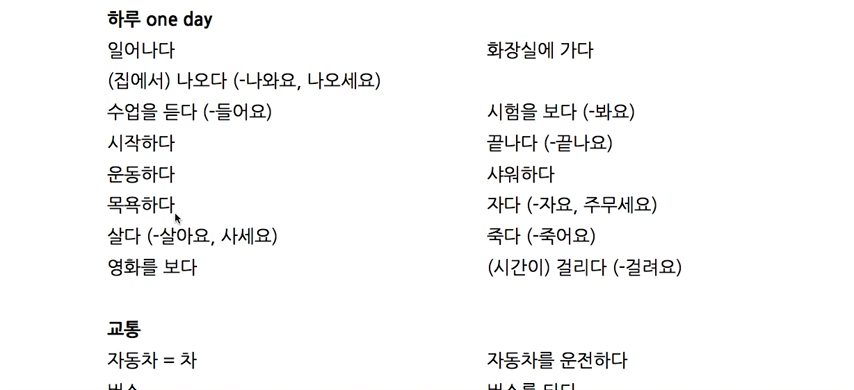 하루 one day
일어나다 화장실에 가다
(집에서) 나오다 (-나와요, 나오세요)
수업을 듣다 (-들어요) 시험을 보다 (-봐요)
시작하다 끝나다 (-끝나요)
운동하다 샤워하다
목욕하다 자다 (-자요, 주무세요)
살다 (-살아요, 사세요) 죽다 (-죽어요)
영화를 보다 (시간이) 걸리다 (-걸려요)
교통
자동차 = 차 자동차를 운전하다